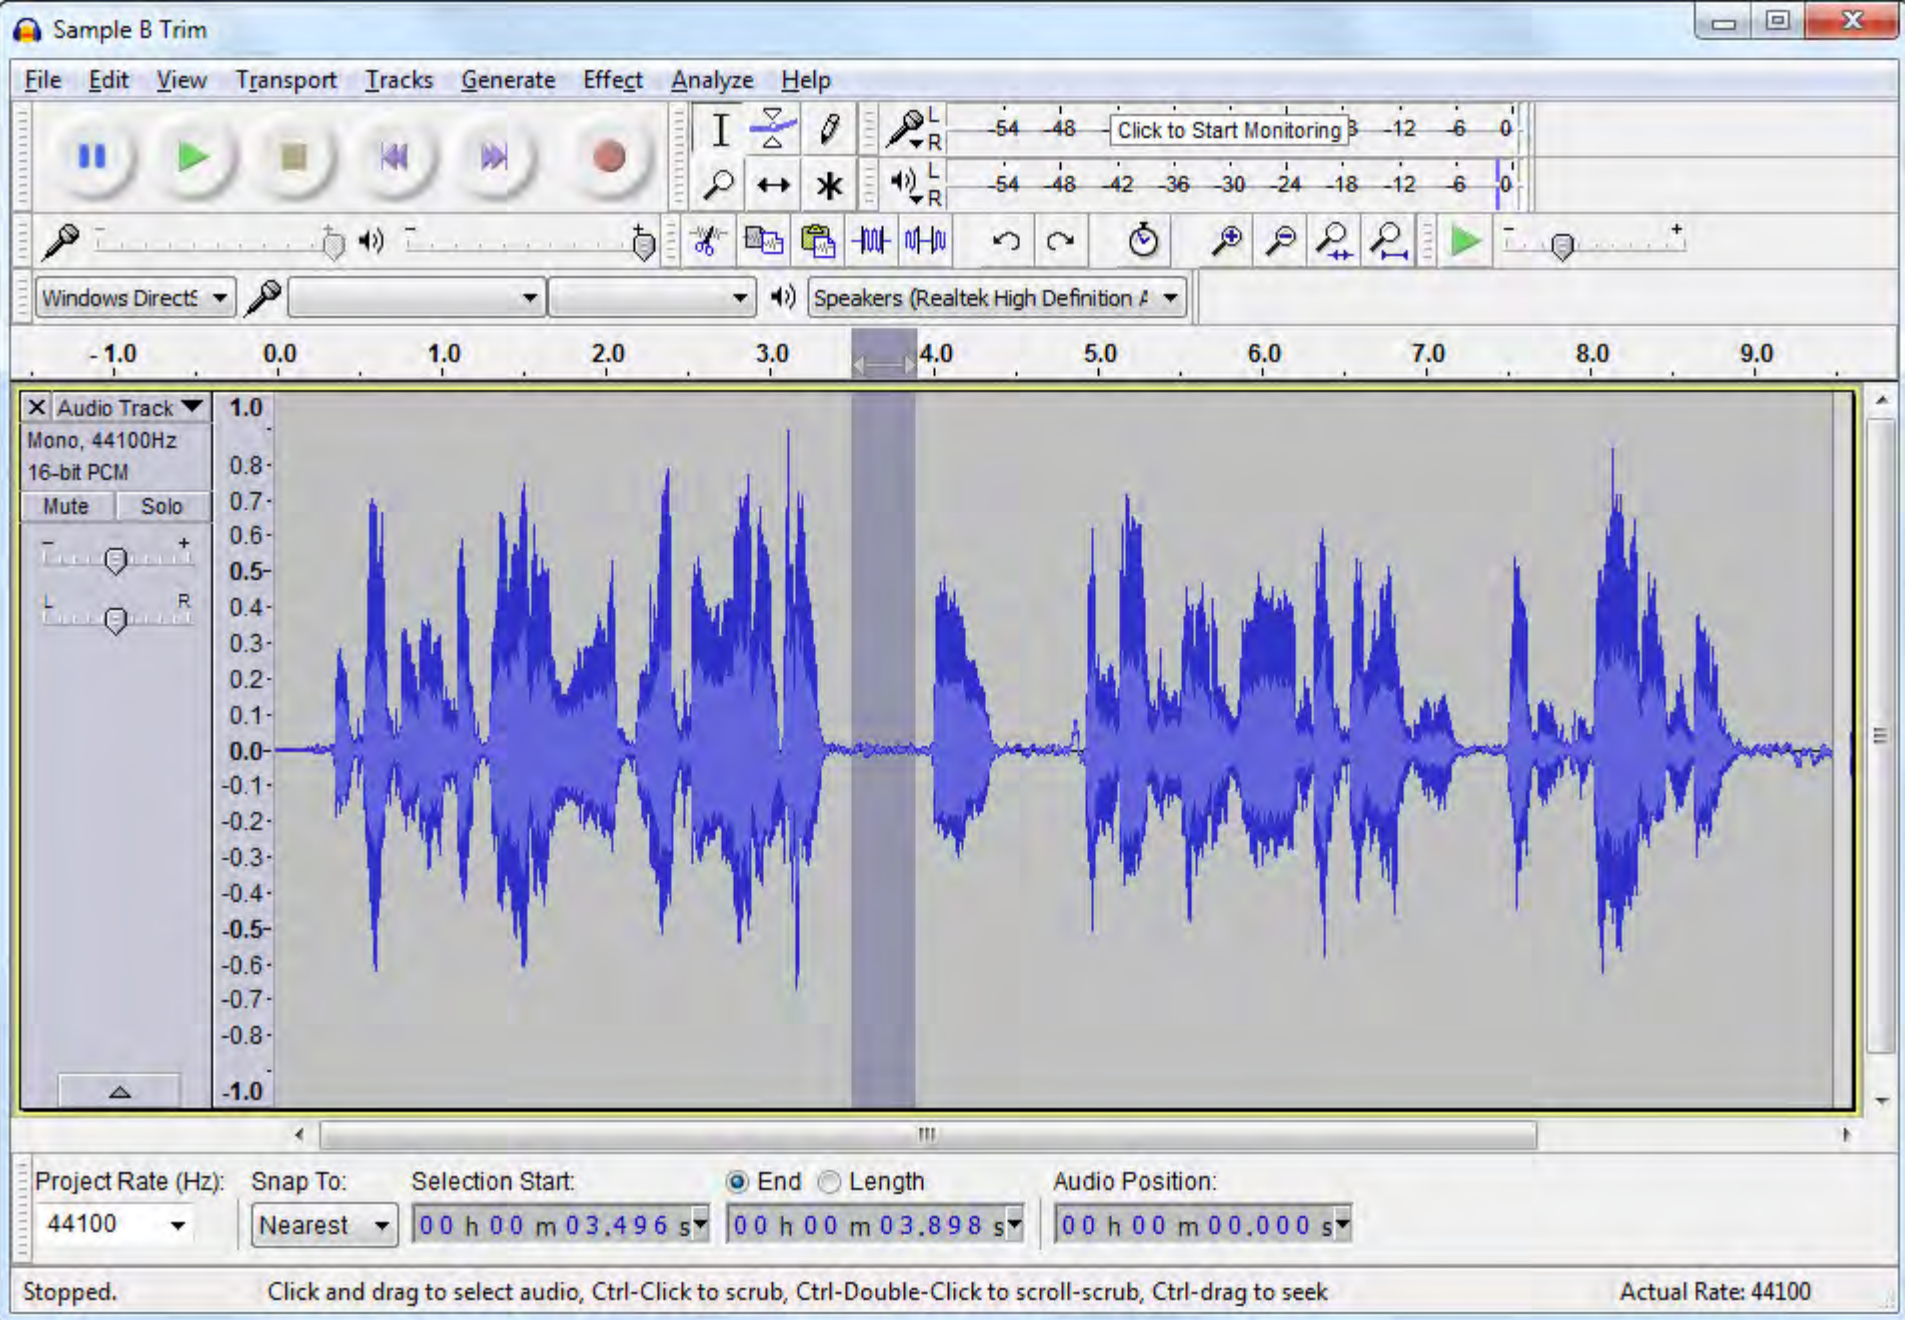 Sample B Trim
File Edit View Transport Tracks Generate Effect Analyze Help
L
R
-54 -48 Click to Start Monitoring -12 -6 0
L
R
-54 -48 -42 -36 -30 -24 -18 -12 -6 0
- + - +
- +
Windows Direct Speakers (Realtek High Definition
-1.0 0.0 1.0 2.0 3.0 4.0 5.0 6.0 7.0 8.0 9.0
X Audio Track
Mono, 44100Hz
16-bit PCM
Mute Solo
- +
L R
1.0
0.8
0.7
0.6
0.5
0.4
0.3
0.2
0.1
0.0
-0.1
-0.2
-0.3
-0.4
-0.5
-0.6
-0.7
-0.8
-1.0
Project Rate (Hz): Snap To: Selection Start: End Length Audio Position:
44100 Nearest 00 h 00 m 03.496 s 00 h 00 m 03.898 s 00 h 00 m 00.000 s
Stopped. Click and drag to select audio, Ctrl-Click to scrub, Ctrl-Double-Click to scroll-scrub, Ctrl-drag to seek Actual Rate: 44100